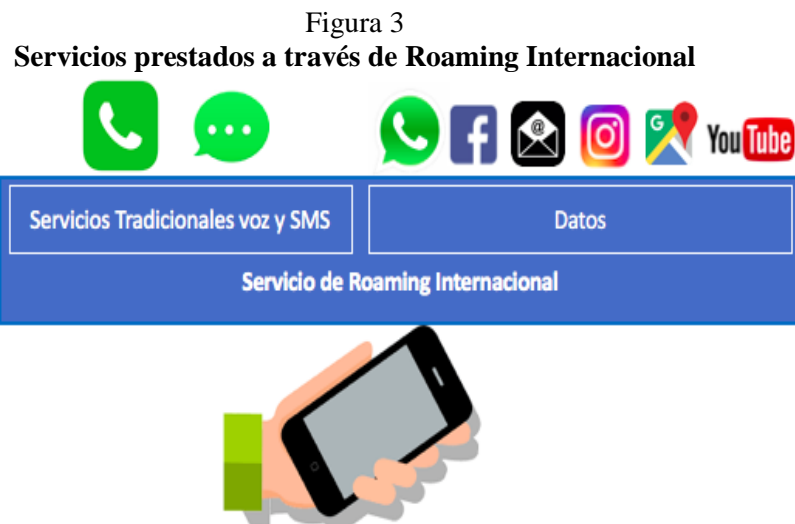 Figura 3
Servicios prestados a través de Roaming Internacional
@
G
You Tube
Servicios Tradicionales voz y SMS
Datos
Servicio de Roaming Internacional